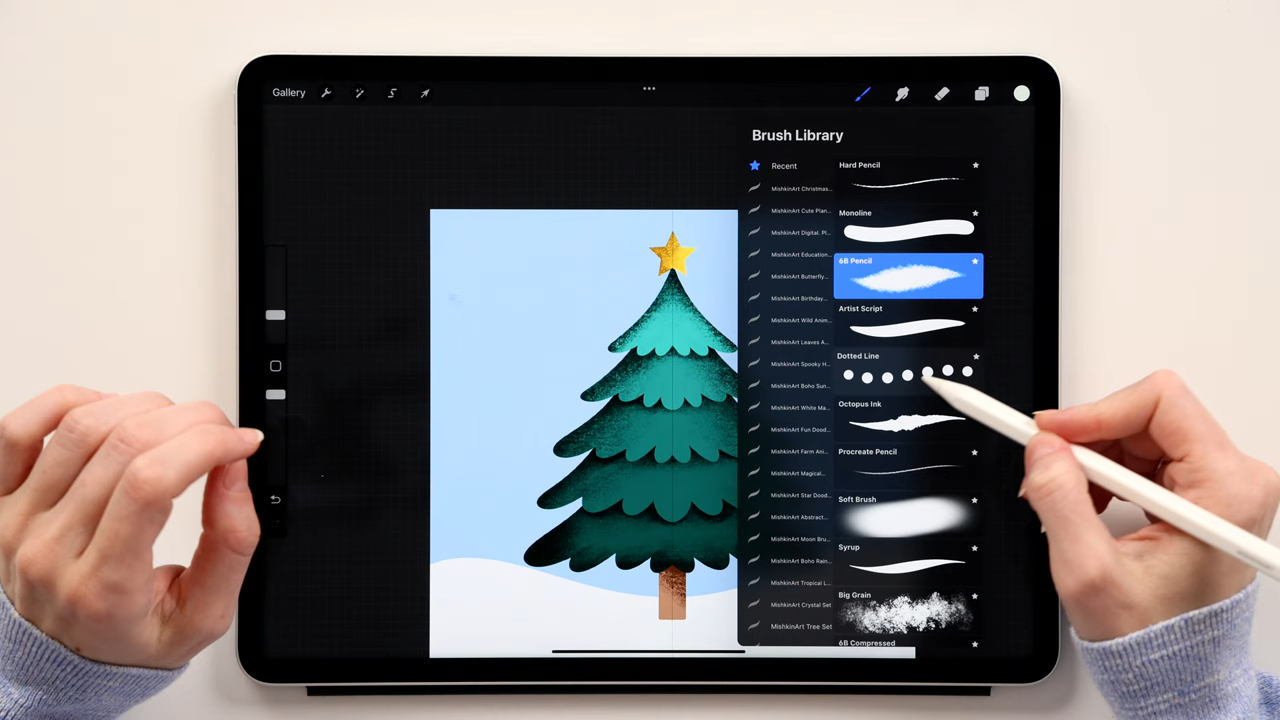 Gallery
Brush Library
Recent
MishkinArt Christmas...
MishkinArt Cute Plan...
MishkinArt Digital. Pl...
MishkinArt Education...
MishkinArt Butterfly...
MishkinArt Birthday...
MishkinArt Wild Anim...
MishkinArt Leaves A...
MishkinArt Spooky H...
MishkinArt Boho Sun...
MishkinArt White Ma...
MishkinArt Fun Dood...
MishkinArt Farm Ani...
MishkinArt Magical...
MishkinArt Star Dood...
MishkinArt Abstract...
MishkinArt Moon Bru...
MishkinArt Boho Rain...
MishkinArt Tropical L...
MishkinArt Crystal Set
MishkinArt Tree Set
Hard Pencil
Monoline
6B Pencil
Artist Script
Dotted Line
Octopus Ink
Procreate Pencil
Soft Brush
Syrup
Big Grain
6B Compressed